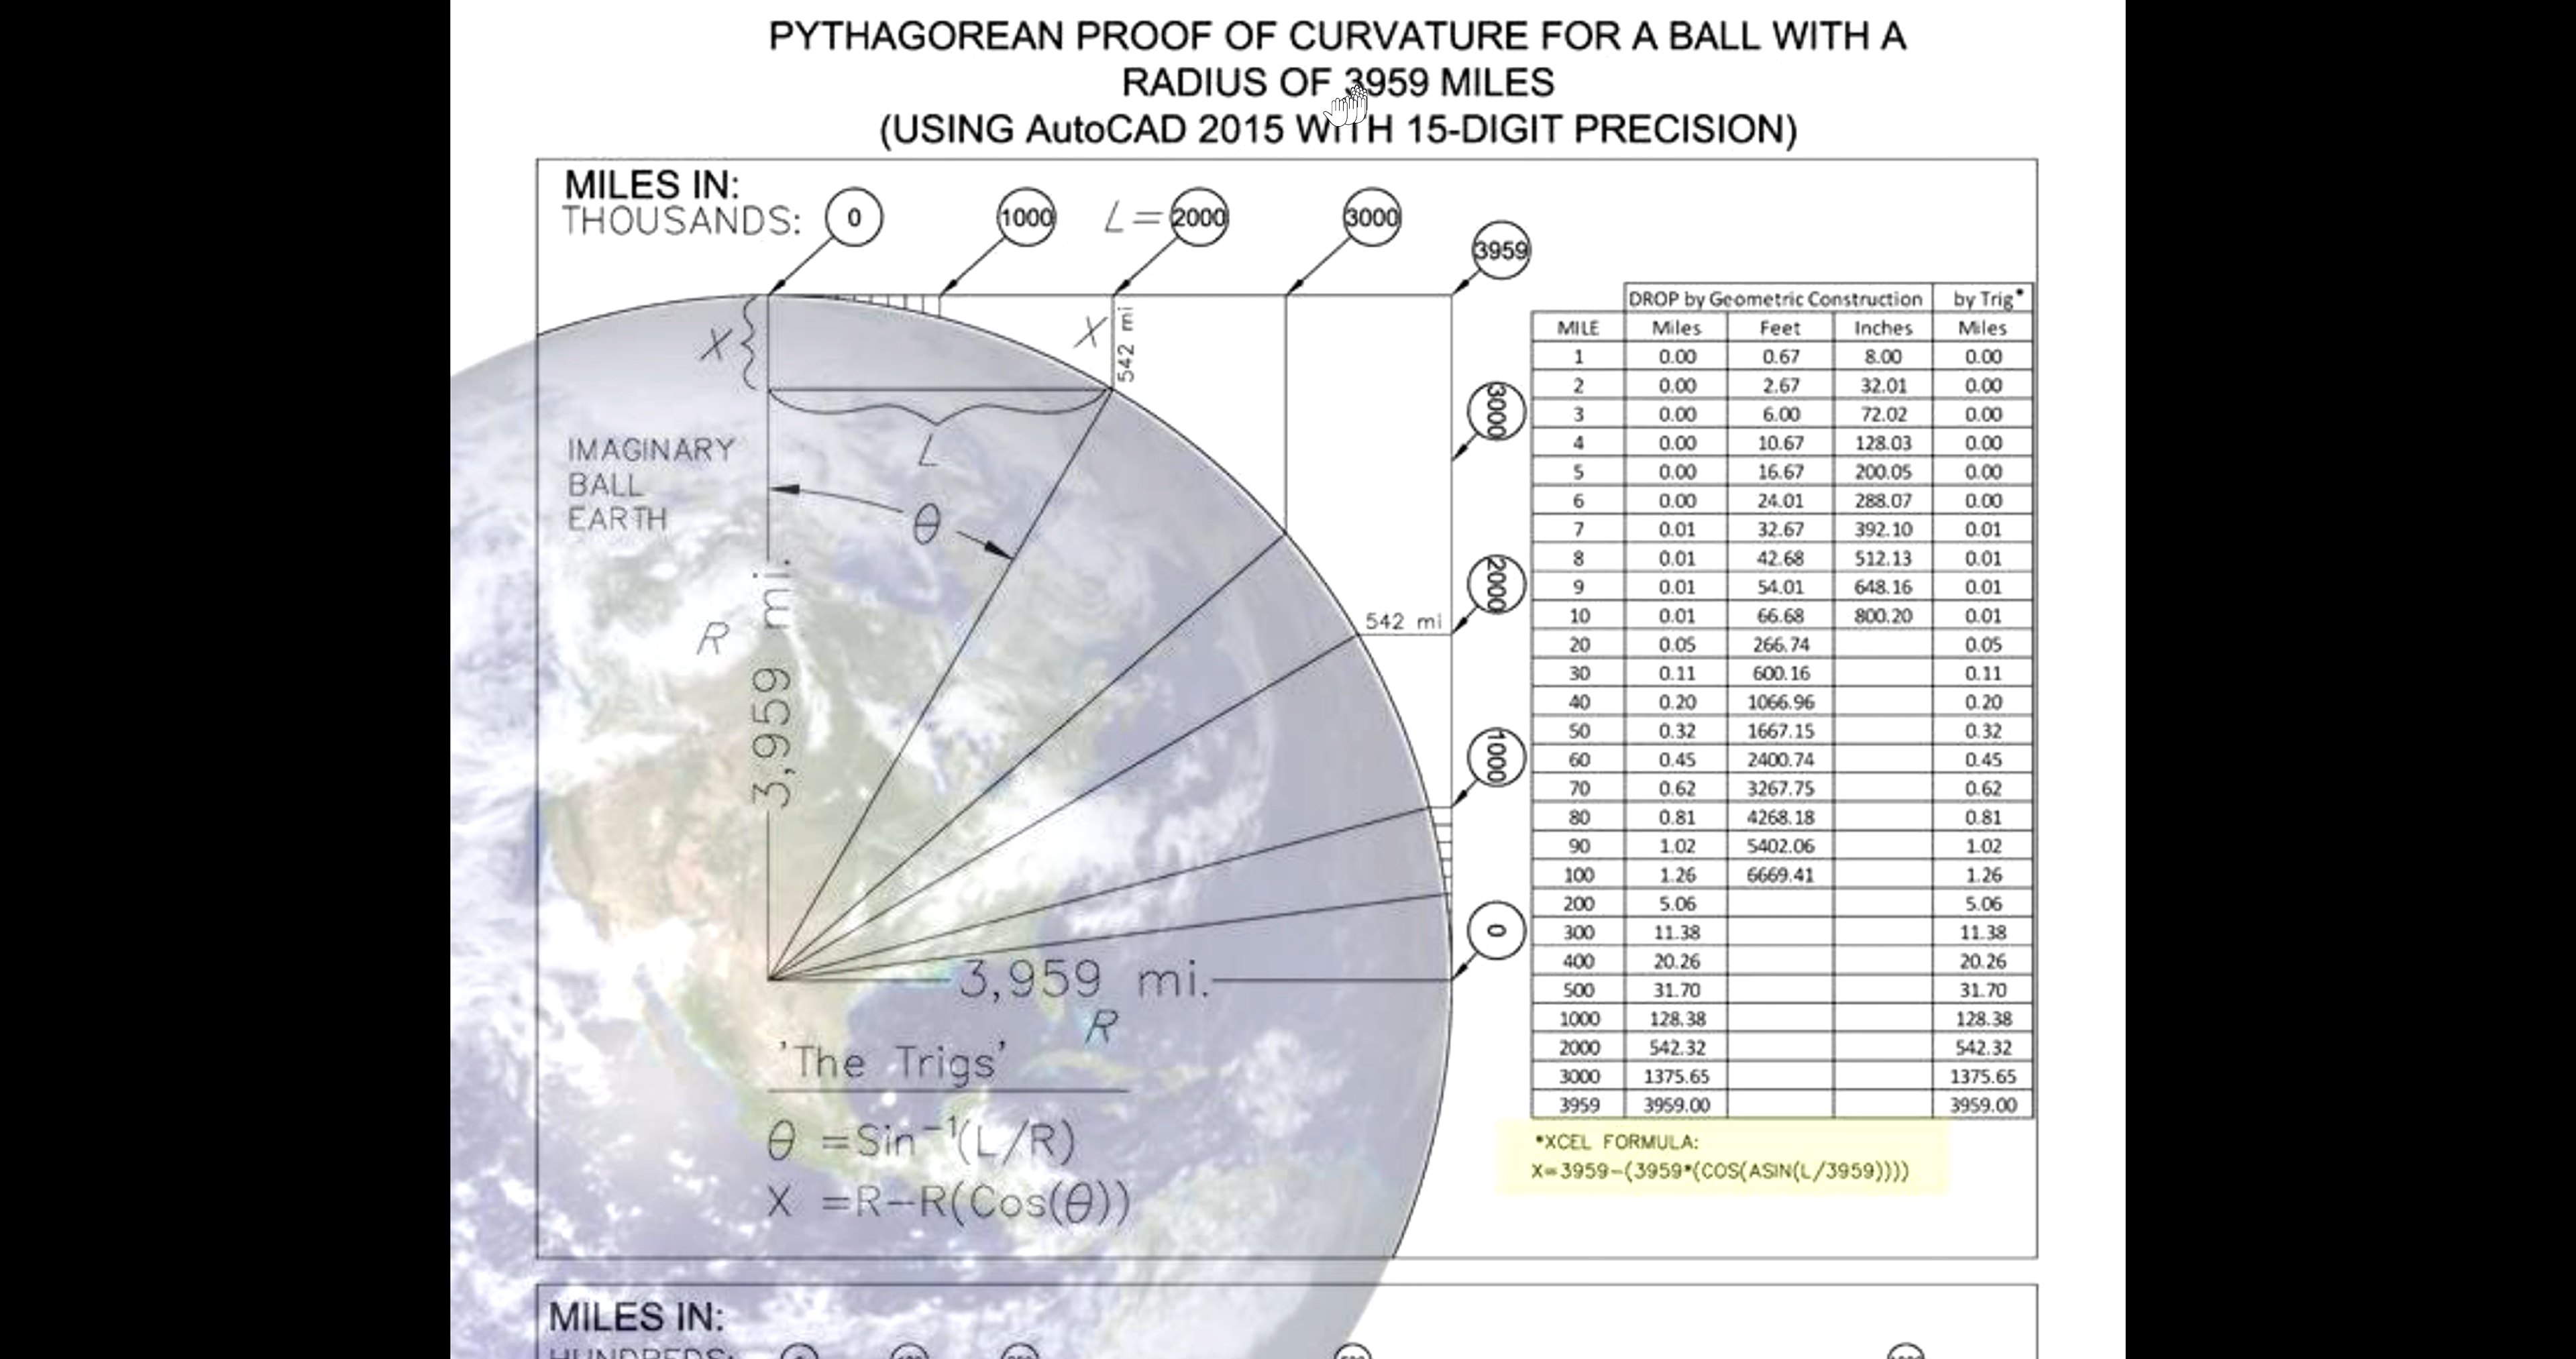 PYTHAGOREAN PROOF OF CURVATURE FOR A BALL WITH A
RADIUS OF 3959 MILES
(USING AutoCAD 2015 WITH 15-DIGIT PRECISION)
MILES IN:
THOUSANDS:
0
1000
L=
2000
3000
3959
X
X
542 mi
L
IMAGINARY
BALL
EARTH
θ
3,959 mi.
R
542 mi
3000
2000
1000
0
3,959 mi.
R
'The Trigs'
θ =Sin⁻¹(L/R)
X =R−R(Cos(θ))
DROP by Geometric Construction by Trig*
MILE Miles Feet Inches Miles
1 0.00 0.67 8.00 0.00
2 0.00 2.67 32.01 0.00
3 0.00 6.00 72.02 0.00
4 0.00 10.67 128.03 0.00
5 0.00 16.67 200.05 0.00
6 0.00 24.01 288.07 0.00
7 0.01 32.67 392.10 0.01
8 0.01 42.68 512.13 0.01
9 0.01 54.01 648.16 0.01
10 0.01 66.68 800.20 0.01
20 0.05 266.74 0.05
30 0.11 600.16 0.11
40 0.20 1066.96 0.20
50 0.32 1667.15 0.32
60 0.45 2400.74 0.45
70 0.62 3267.75 0.62
80 0.81 4268.18 0.81
90 1.02 5402.06 1.02
100 1.26 6669.41 1.26
200 5.06 5.06
300 11.38 11.38
400 20.26 20.26
500 31.70 31.70
1000 128.38 128.38
2000 542.32 542.32
3000 1375.65 1375.65
3959 3959.00 3959.00
*XCEL FORMULA:
X=3959−(3959*(COS(ASIN(L/3959))))
MILES IN:
HUNDREDS: